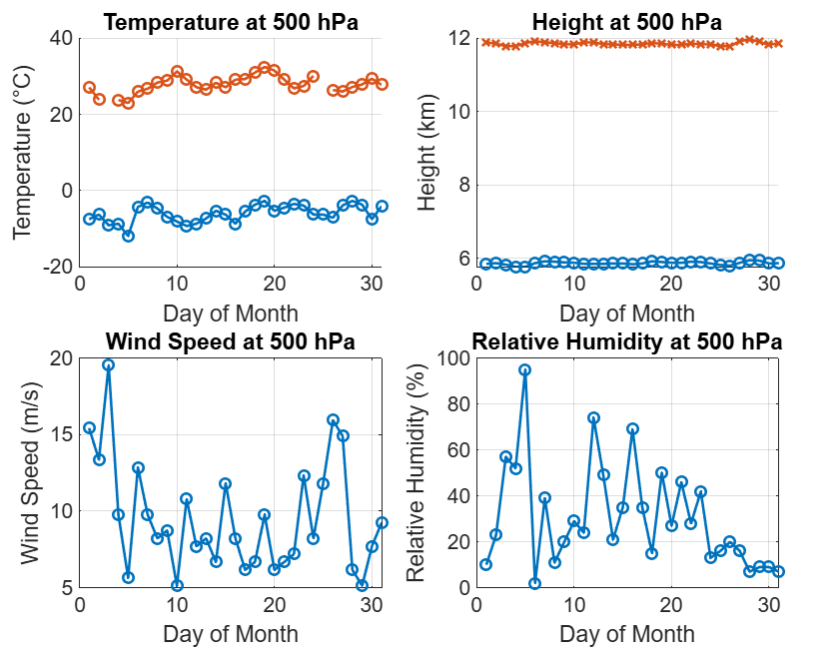 Temperature at 500 hPa
40
20
0
-20
0
10
20
30
Temperature (°C)
Day of Month
Height at 500 hPa
12
10
8
6
0
10
20
30
Height (km)
Day of Month
Wind Speed at 500 hPa
20
15
10
5
0
10
20
30
Wind Speed (m/s)
Day of Month
Relative Humidity at 500 hPa
100
80
60
40
20
0
0
10
20
30
Relative Humidity (%)
Day of Month